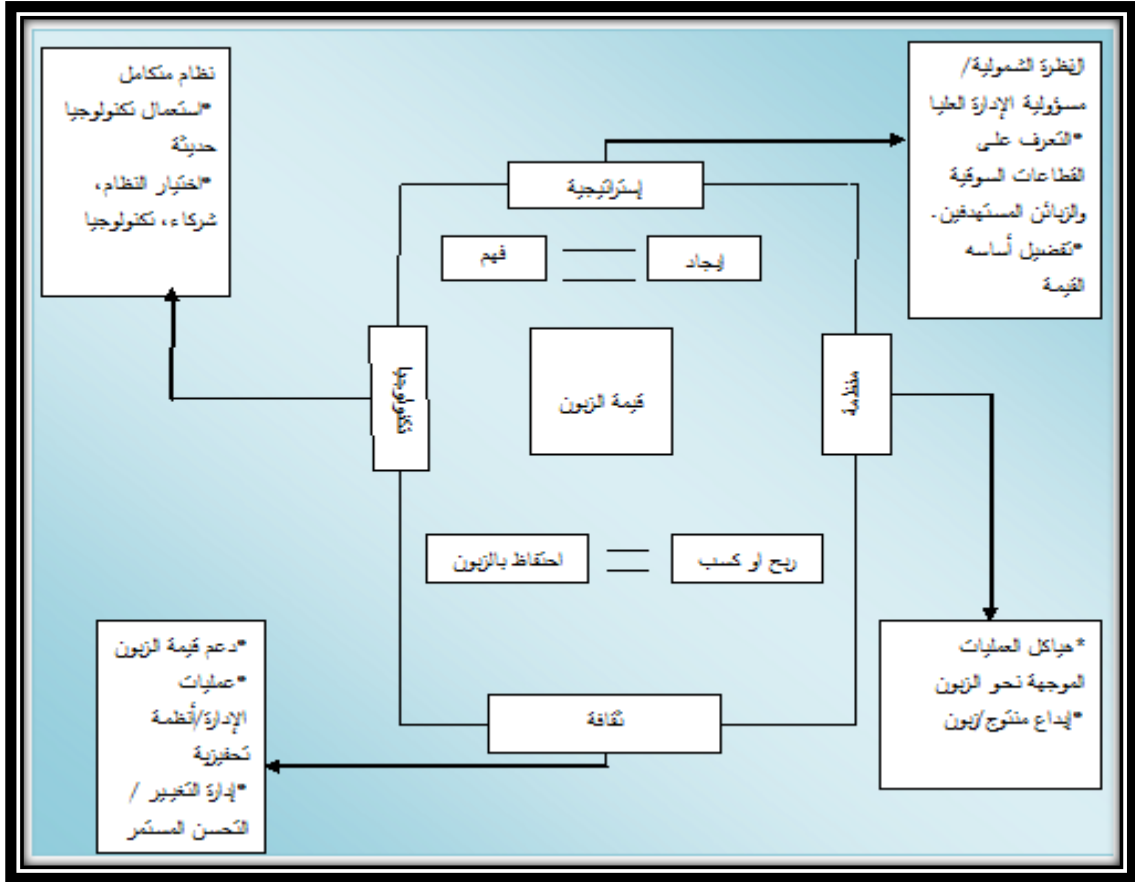 النظرة الشمولية/
مسؤولية الإدارة العليا
*التعرف على
القطاعات السوقية
والزبائن المستهدفين.
*تفضيل أساسه
القيمة
نظام متكامل
*استعمال تكنولوجيا
حديثة
*اختيار النظام،
شركاء، تكنولوجيا
إستراتيجية
إيجاد
فهم
منظمة
قيمة الزبون
تكنولوجيا
ربح او كسب
احتفاظ بالزبون
ثقافة
*هياكل العمليات
الموجهة نحو الزبون
*إبداع منتوج/زبون
*دعم قيمة الزبون
*عمليات
الإدارة/أنظمة
تحفيزية
*إدارة التغيير /
التحسن المستمر